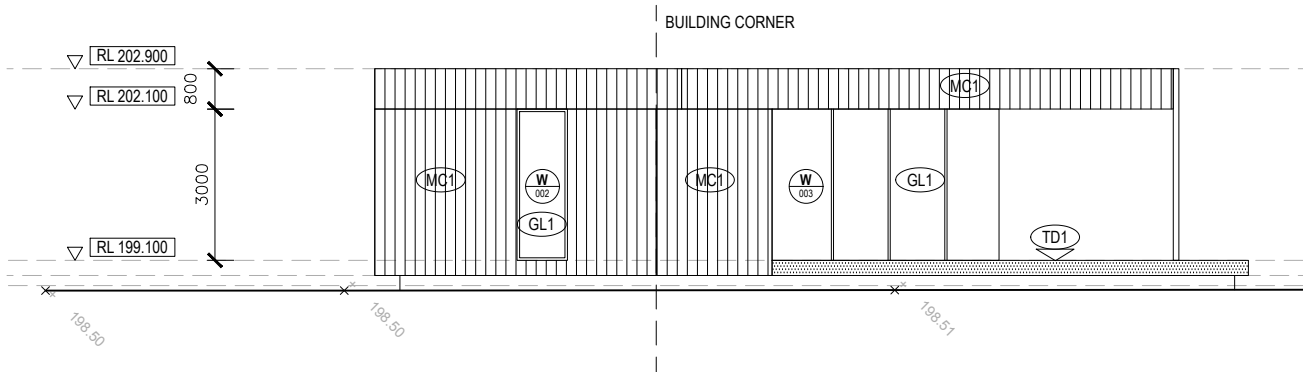 BUILDING CORNER
RL 202.900
800
MC1
RL 202.100
3000
MC1
W
002
MC1
W
003
GL1
GL1
TD1
RL 199.100
198.50
198.50
198.51